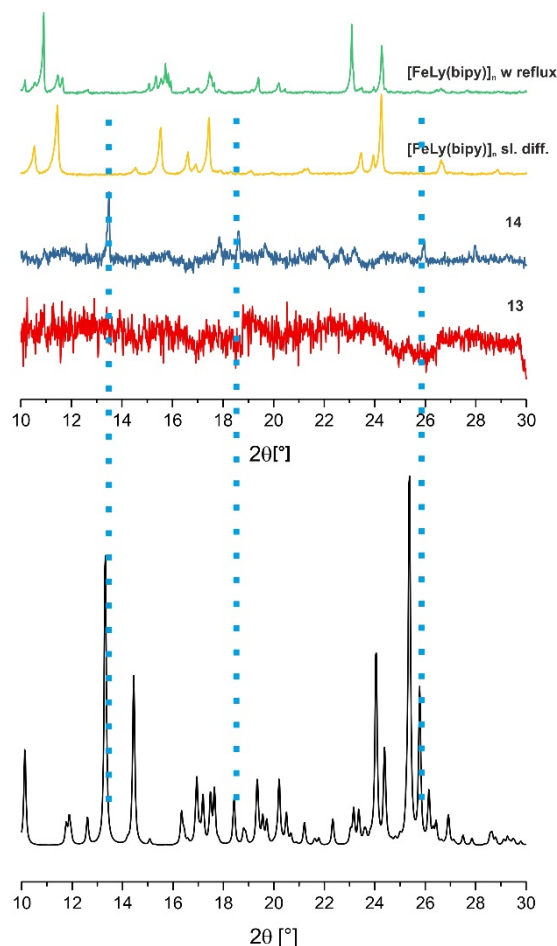 [FeLy(bipy)]n w reflux
[FeLy(bipy)]n sl. diff.
14
13
10 12 14 16 18 20 22 24 26 28 30
2θ[°]
10 12 14 16 18 20 22 24 26 28 30
2θ [°]